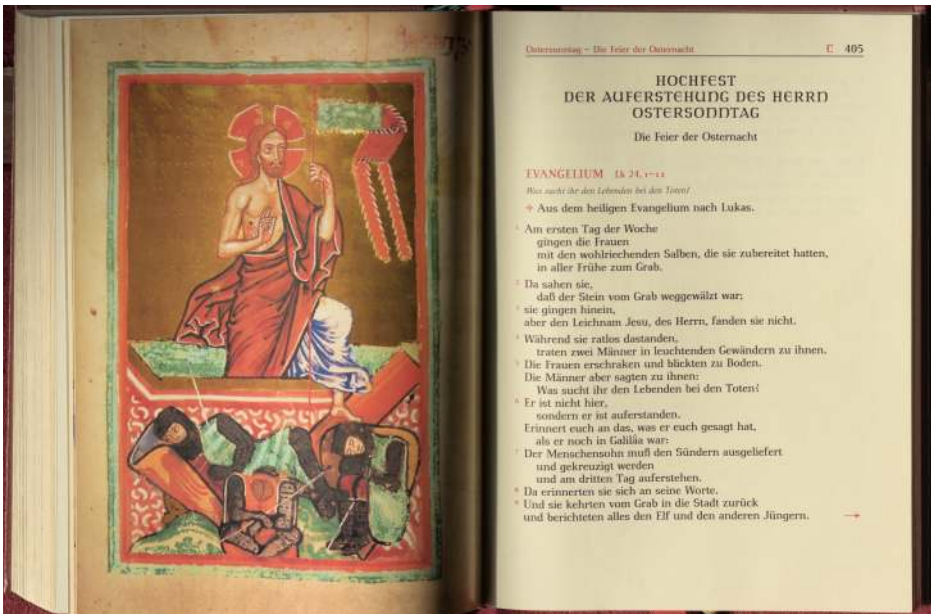 Ostersonntag – Die Feier der Osternacht C 405
HOCHFEST
DER AUFERSTEHUNG DES HERRN
OSTERSONNTAG
Die Feier der Osternacht
EVANGELIUM Lk 24, 1–12
Was sucht ihr den Lebenden bei den Toten?
+ Aus dem heiligen Evangelium nach Lukas.
1 Am ersten Tag der Woche
gingen die Frauen
mit den wohlriechenden Salben, die sie zubereitet hatten,
in aller Frühe zum Grab.
2 Da sahen sie,
daß der Stein vom Grab weggewälzt war;
3 sie gingen hinein,
aber den Leichnam Jesu, des Herrn, fanden sie nicht.
4 Während sie ratlos dastanden,
traten zwei Männer in leuchtenden Gewändern zu ihnen.
5 Die Frauen erschraken und blickten zu Boden.
Die Männer aber sagten zu ihnen:
Was sucht ihr den Lebenden bei den Toten?
6 Er ist nicht hier,
sondern er ist auferstanden.
Erinnert euch an das, was er euch gesagt hat,
als er noch in Galiläa war:
7 Der Menschensohn muß den Sündern ausgeliefert
und gekreuzigt werden
und am dritten Tag auferstehen.
8 Da erinnerten sie sich an seine Worte.
9 Und sie kehrten vom Grab in die Stadt zurück
und berichteten alles den Elf und den anderen Jüngern. →